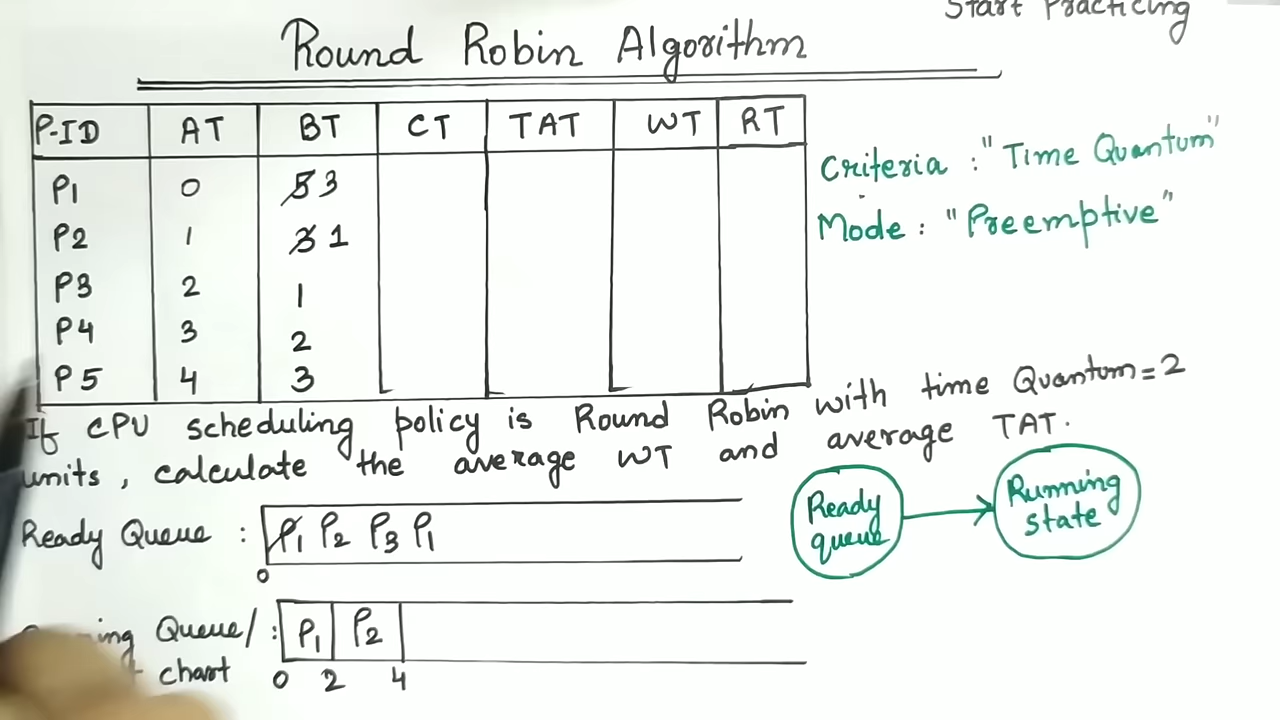 Start Practicing
Round Robin Algorithm
P-ID AT BT CT TAT WT RT
P1 0 5 3
P2 1 3 1
P3 2 1
P4 3 2
P5 4 3
Criteria : "Time Quantum"
Mode : "Preemptive"
If CPU scheduling policy is Round Robin with time Quantum = 2
units, calculate the average WT and average TAT.
Ready Queue : P1 P2 P3 P1
0
Ready queue
Running state
Queue/ : P1 P2
chart 0 2 4